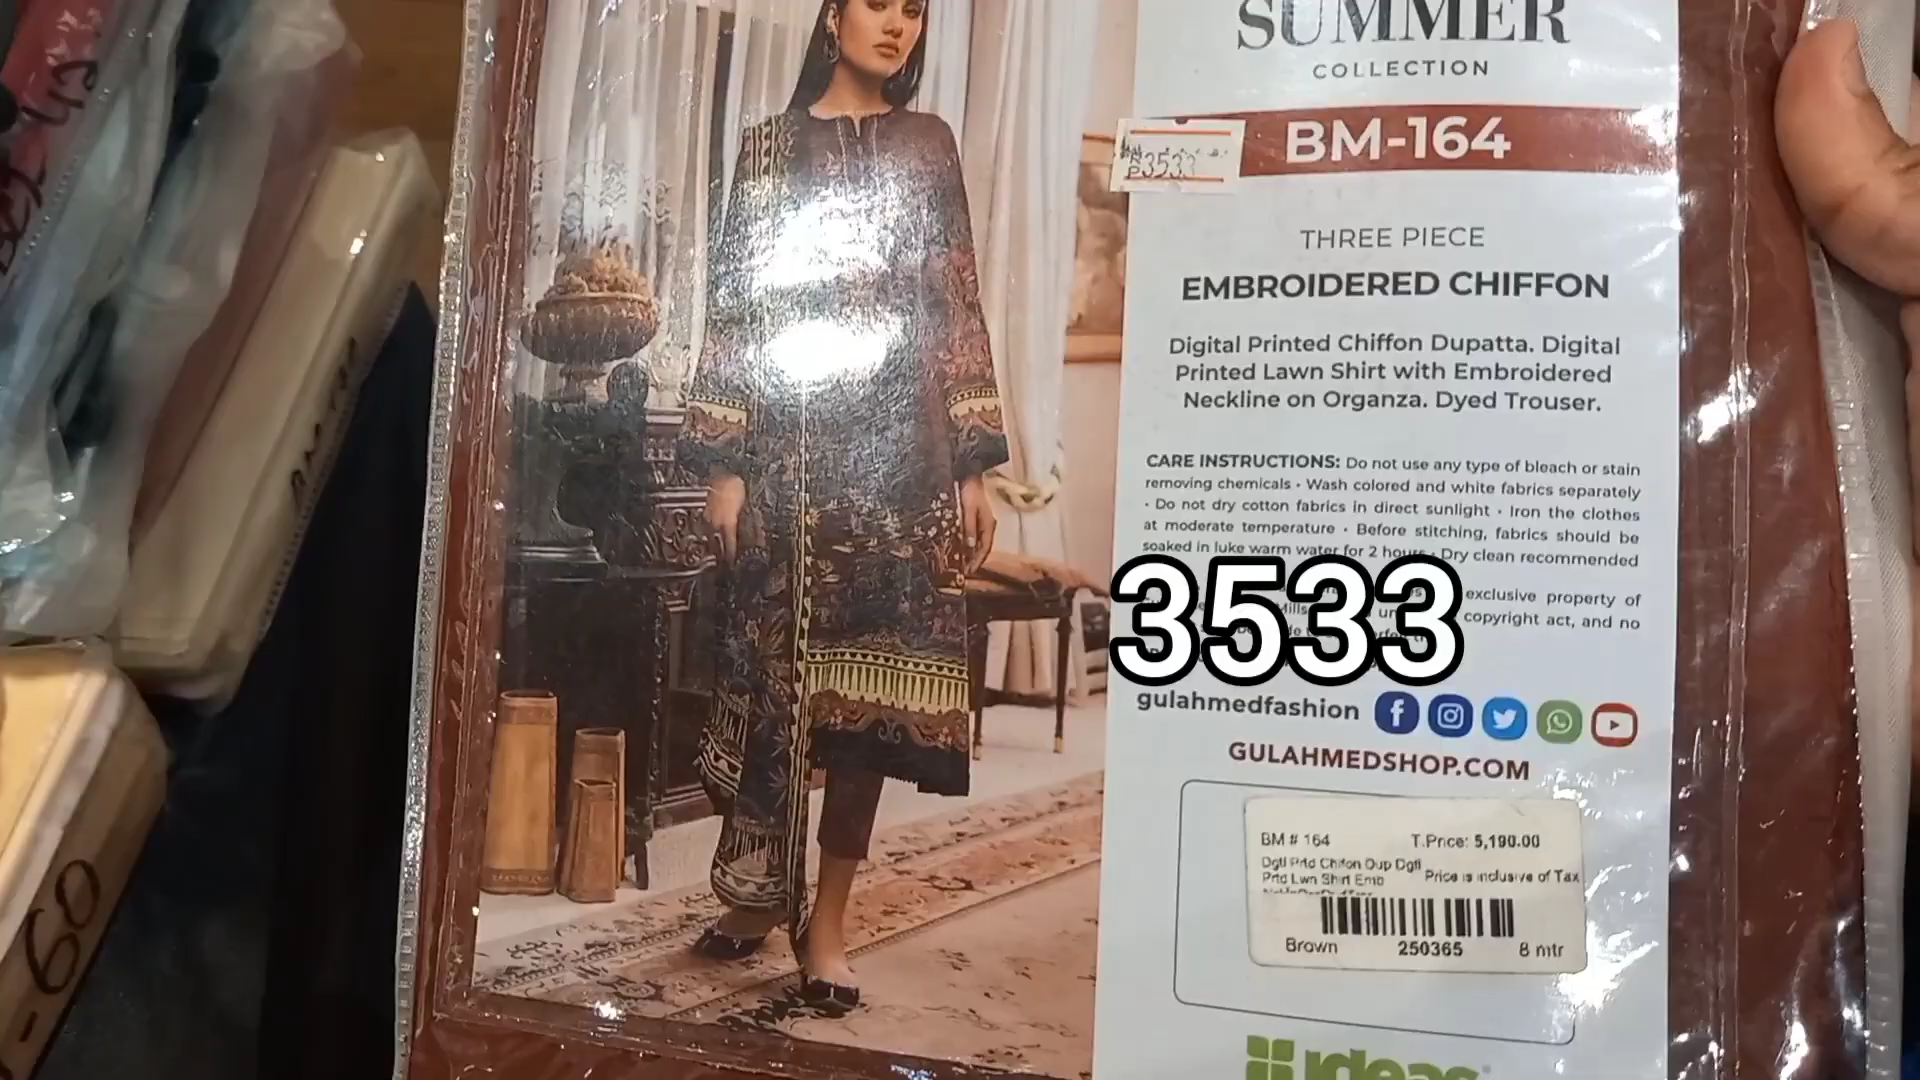 SUMMER
COLLECTION
BM-164
3533
THREE PIECE
EMBROIDERED CHIFFON
Digital Printed Chiffon Dupatta. Digital
Printed Lawn Shirt with Embroidered
Neckline on Organza. Dyed Trouser.
CARE INSTRUCTIONS: Do not use any type of bleach or stain
removing chemicals • Wash colored and white fabrics separately
• Do not dry cotton fabrics in direct sunlight • Iron the clothes
at moderate temperature • Before stitching, fabrics should be
soaked in luke warm water for 2 hours • Dry clean recommended
exclusive property of
copyright act, and no
3533
gulahmedfashion
GULAHMEDSHOP.COM
BM # 164 T.Price: 5,190.00
Dgtl Prtd Chifon Dup Dgtl
Prtd Lwn Shirt Emb Price is inclusive of Tax
Brown 250365 8 mtr
ideas
-60